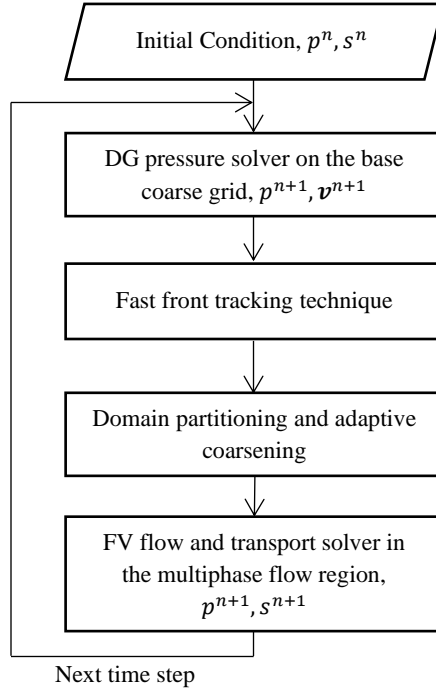 Initial Condition, pⁿ, sⁿ
DG pressure solver on the base
coarse grid, pⁿ⁺¹, vⁿ⁺¹
Fast front tracking technique
Domain partitioning and adaptive
coarsening
FV flow and transport solver in
the multiphase flow region,
pⁿ⁺¹, sⁿ⁺¹
Next time step